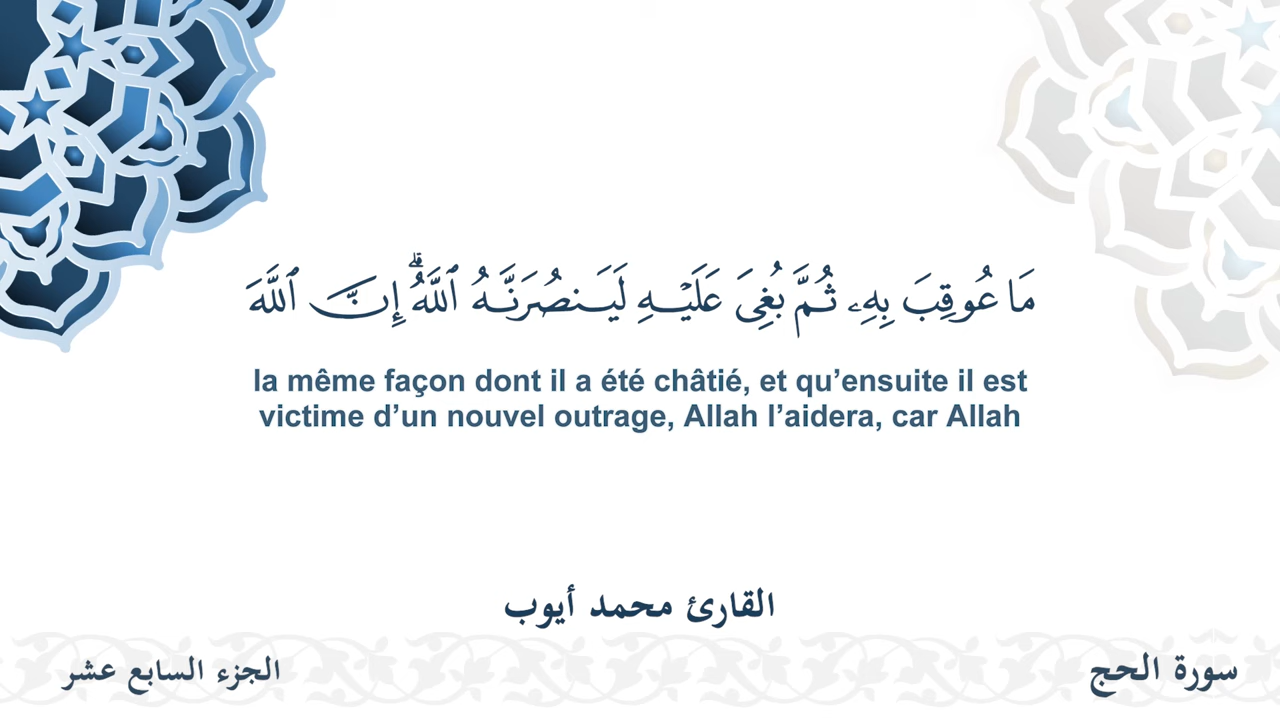 مَا عُوقِبَ بِهِۦ ثُمَّ بُغِيَ عَلَيۡهِ لَيَنصُرَنَّهُ ٱللَّهُۚ إِنَّ ٱللَّهَ
la même façon dont il a été châtié, et qu’ensuite il est
victime d’un nouvel outrage, Allah l’aidera, car Allah
القارئ محمد أيوب
سورة الحج
الجزء السابع عشر